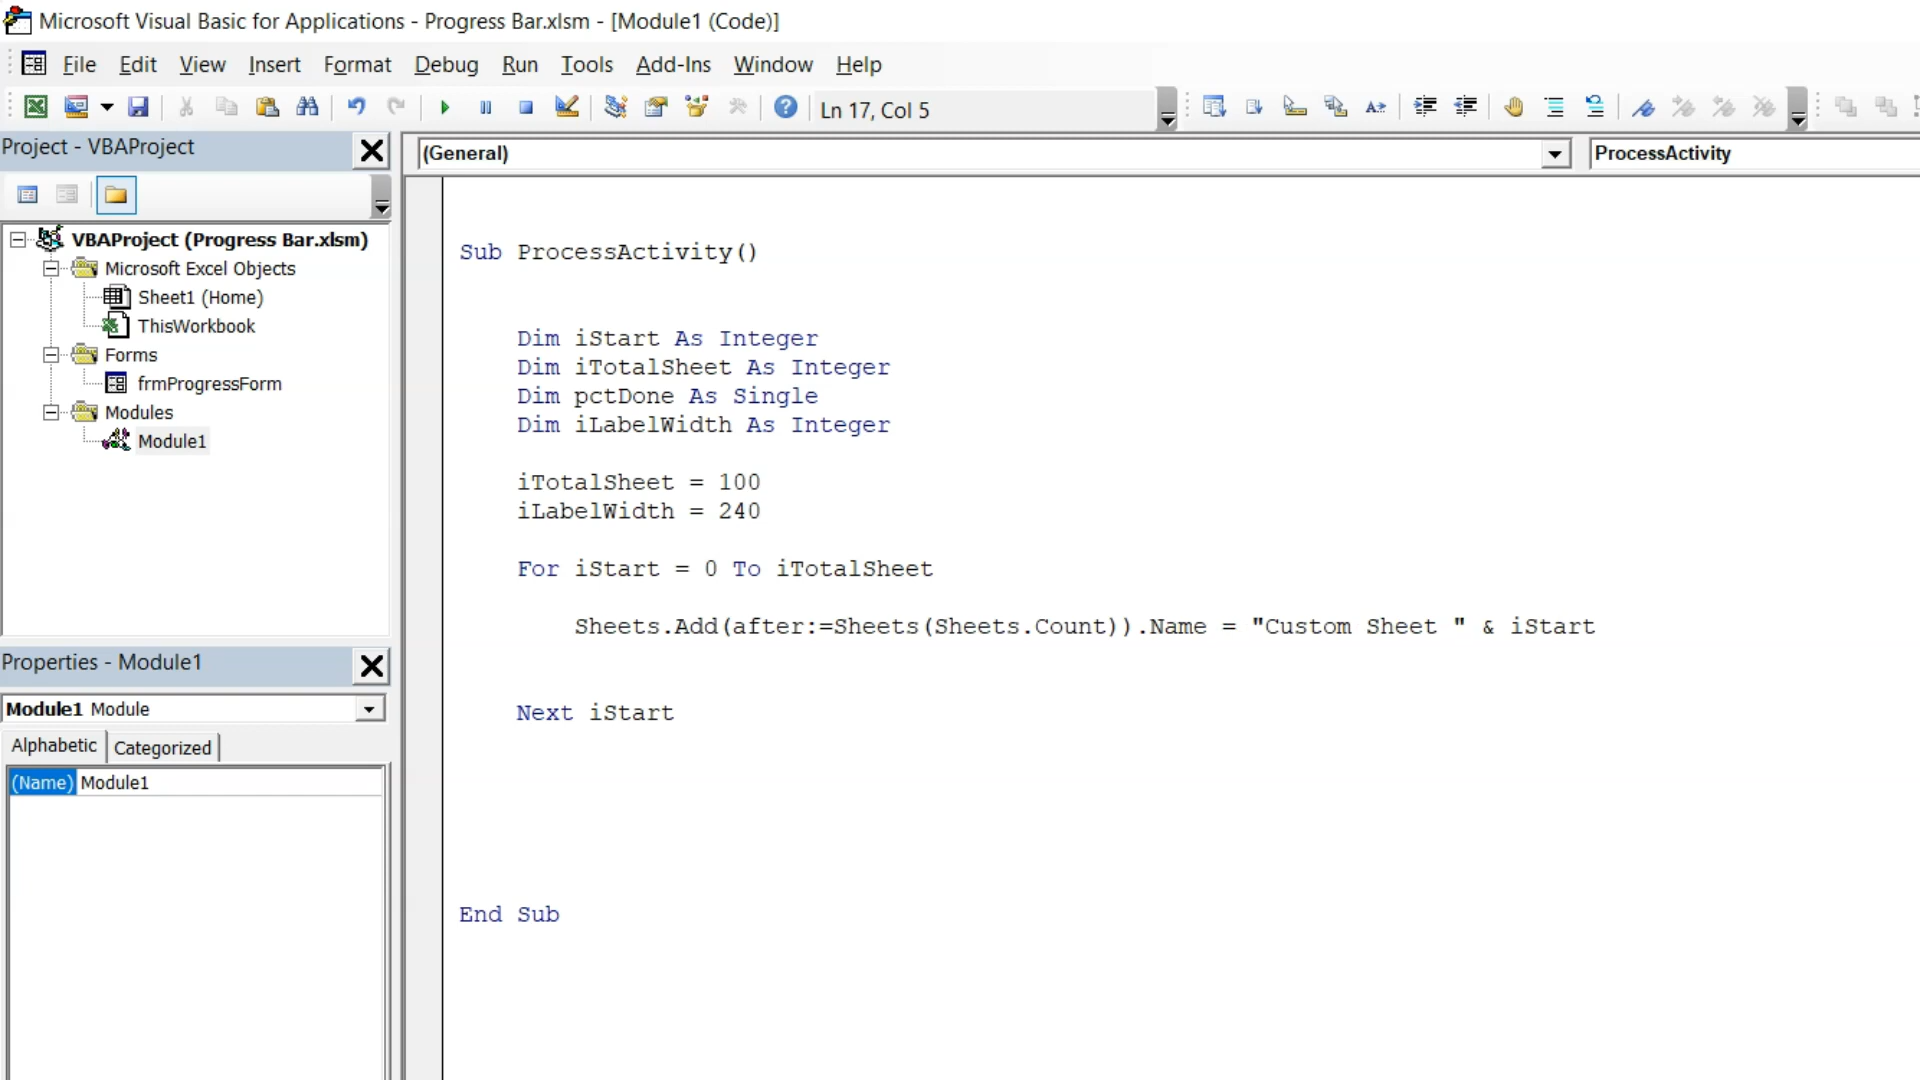 Microsoft Visual Basic for Applications - Progress Bar.xlsm - [Module1 (Code)]
File Edit View Insert Format Debug Run Tools Add-Ins Window Help
Ln 17, Col 5
Project - VBAProject
(General)
ProcessActivity
VBAProject (Progress Bar.xlsm)
Microsoft Excel Objects
Sheet1 (Home)
ThisWorkbook
Forms
frmProgressForm
Modules
Module1
Properties - Module1
Module1 Module
Alphabetic Categorized
(Name) Module1
Sub ProcessActivity()
Dim iStart As Integer
Dim iTotalSheet As Integer
Dim pctDone As Single
Dim iLabelWidth As Integer
iTotalSheet = 100
iLabelWidth = 240
For iStart = 0 To iTotalSheet
Sheets.Add(after:=Sheets(Sheets.Count)).Name = "Custom Sheet " & iStart
Next iStart
End Sub